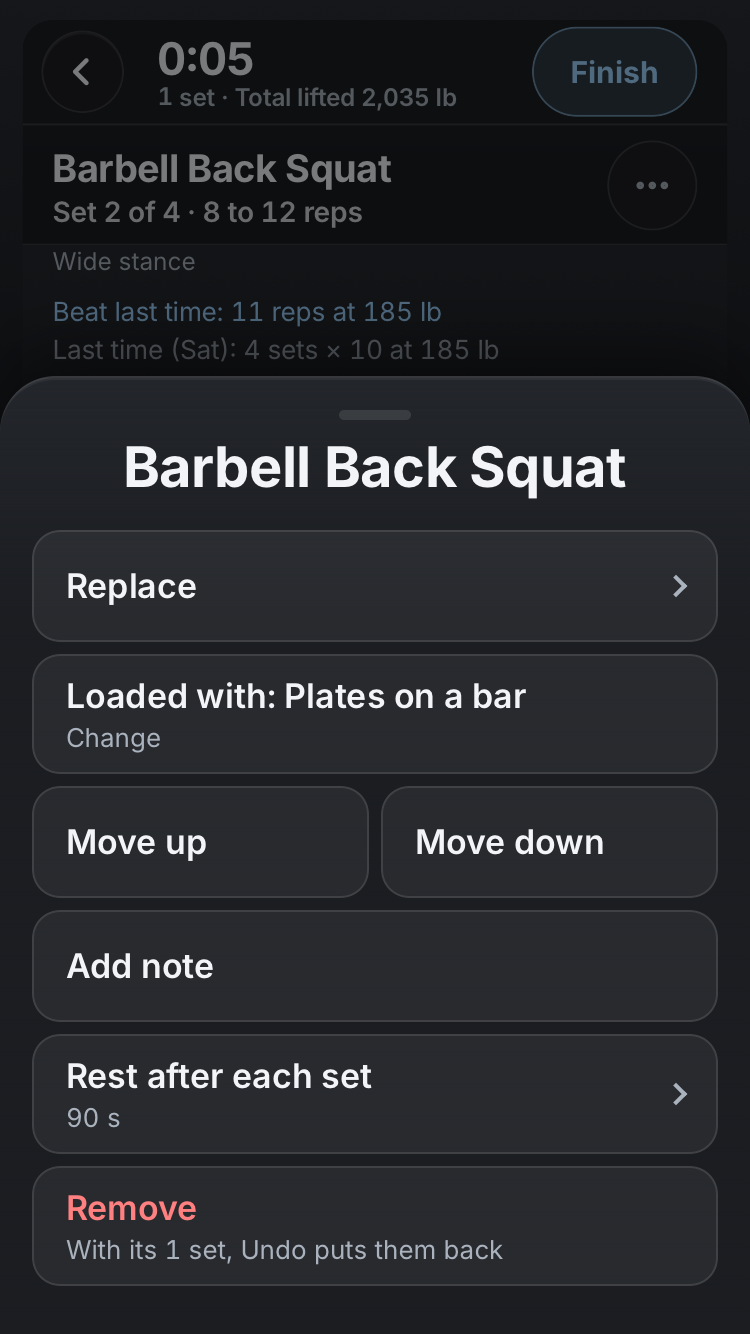 0:05
1 set · Total lifted 2,035 lb
Finish
Barbell Back Squat
Set 2 of 4 · 8 to 12 reps
Wide stance
Beat last time: 11 reps at 185 lb
Last time (Sat): 4 sets × 10 at 185 lb
Barbell Back Squat
Replace
Loaded with: Plates on a bar
Change
Move up
Move down
Add note
Rest after each set
90 s
Remove
With its 1 set, Undo puts them back